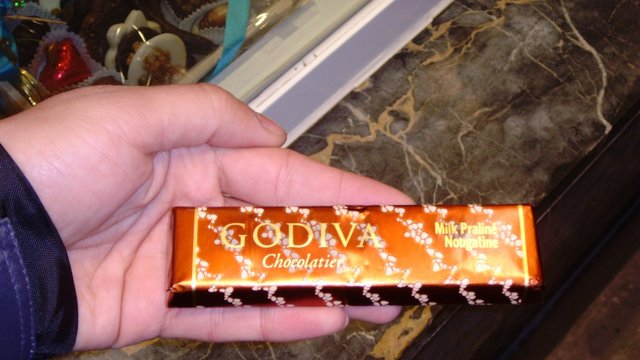 GODIVA
Chocolatier
Milk Praliné
Nougatine